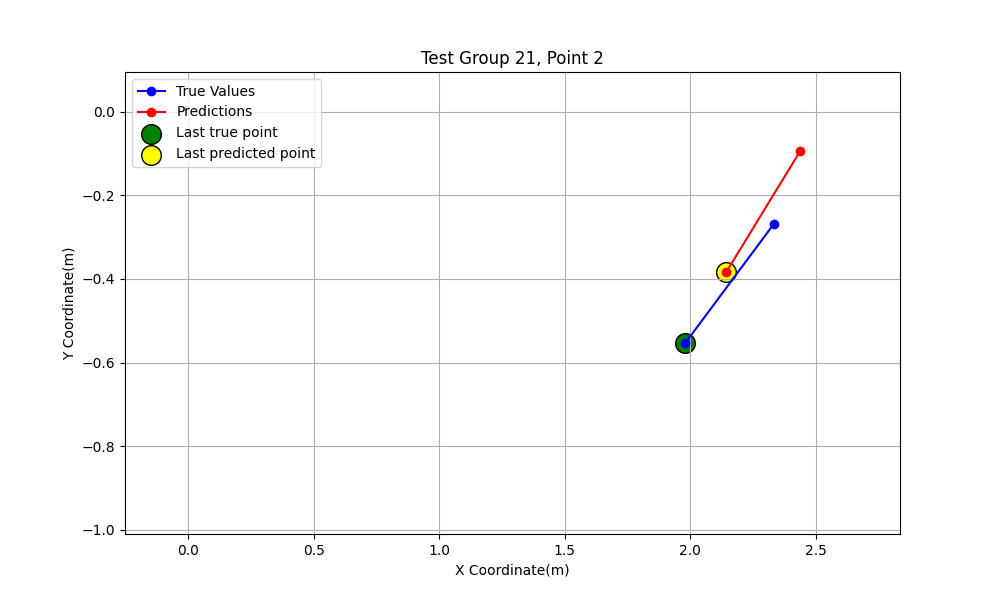 Test Group 21, Point 2
True Values
Predictions
Last true point
Last predicted point
Y Coordinate(m)
0.0
−0.2
−0.4
−0.6
−0.8
−1.0
0.0 0.5 1.0 1.5 2.0 2.5
X Coordinate(m)